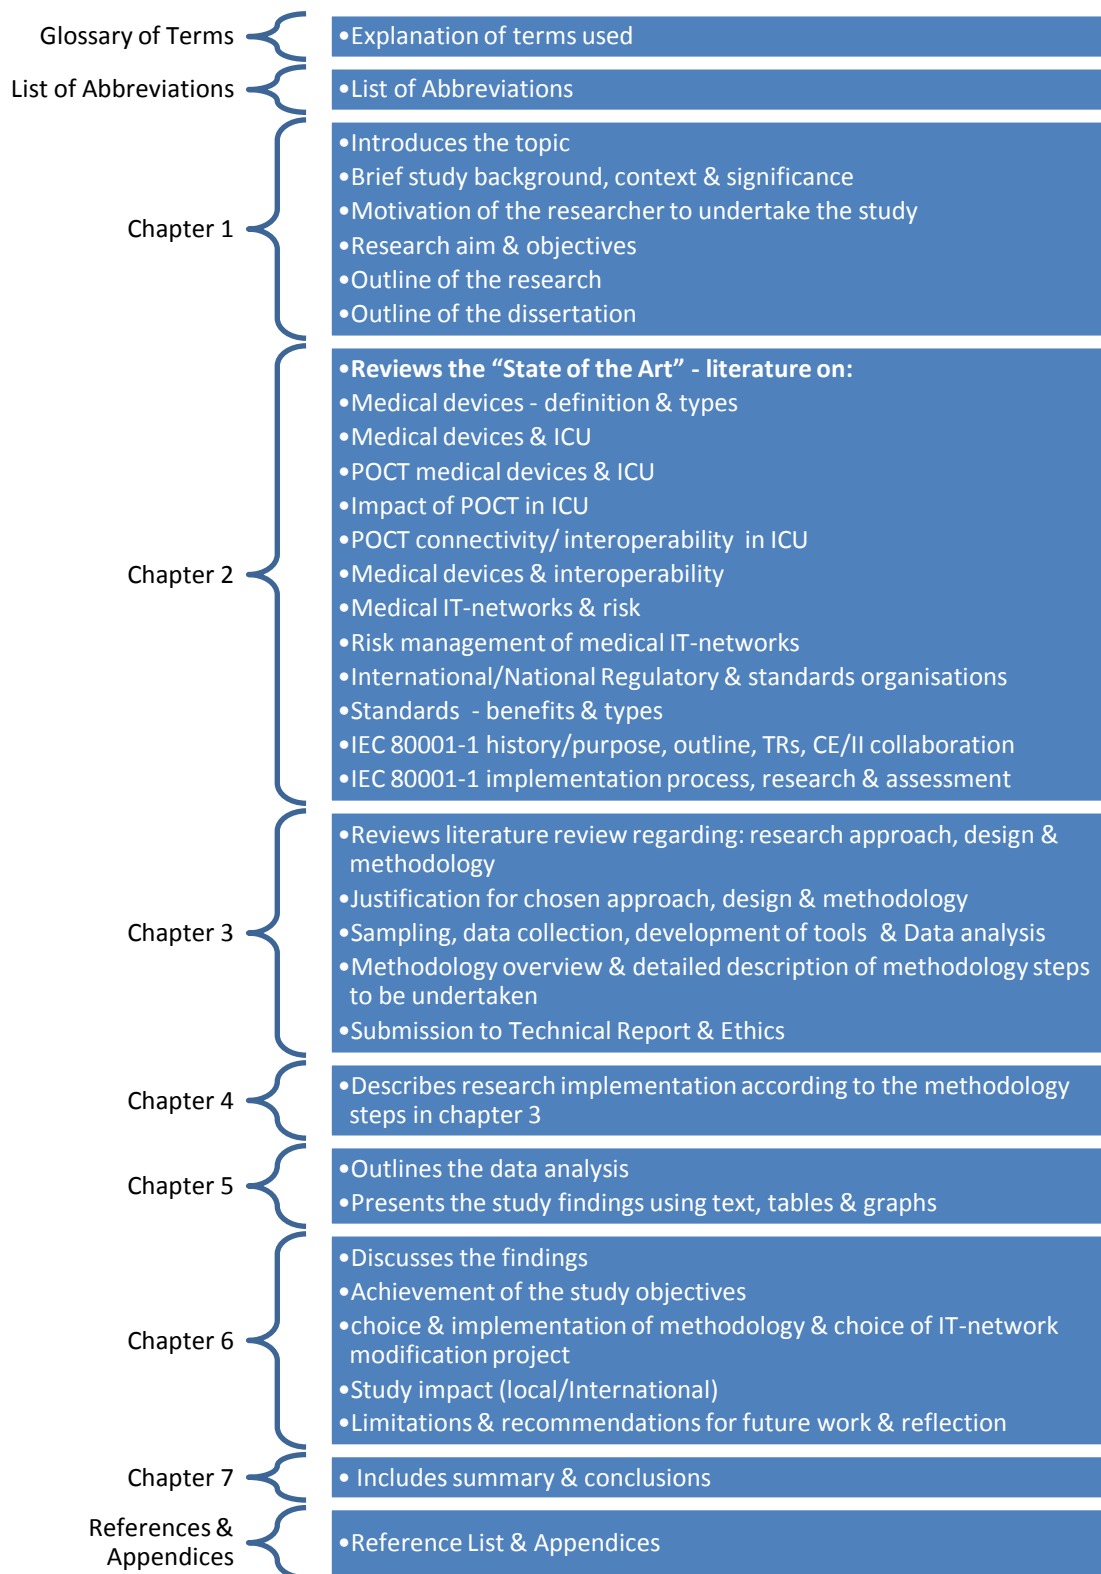 Glossary of Terms
•Explanation of terms used
List of Abbreviations
•List of Abbreviations
Chapter 1
•Introduces the topic
•Brief study background, context & significance
•Motivation of the researcher to undertake the study
•Research aim & objectives
•Outline of the research
•Outline of the dissertation
Chapter 2
•Reviews the “State of the Art” - literature on:
•Medical devices - definition & types
•Medical devices & ICU
•POCT medical devices & ICU
•Impact of POCT in ICU
•POCT connectivity/ interoperability in ICU
•Medical devices & interoperability
•Medical IT-networks & risk
•Risk management of medical IT-networks
•International/National Regulatory & standards organisations
•Standards - benefits & types
•IEC 80001-1 history/purpose, outline, TRs, CE/II collaboration
•IEC 80001-1 implementation process, research & assessment
Chapter 3
•Reviews literature review regarding: research approach, design &
methodology
•Justification for chosen approach, design & methodology
•Sampling, data collection, development of tools & Data analysis
•Methodology overview & detailed description of methodology steps
to be undertaken
•Submission to Technical Report & Ethics
Chapter 4
•Describes research implementation according to the methodology
steps in chapter 3
Chapter 5
•Outlines the data analysis
•Presents the study findings using text, tables & graphs
Chapter 6
•Discusses the findings
•Achievement of the study objectives
•choice & implementation of methodology & choice of IT-network
modification project
•Study impact (local/International)
•Limitations & recommendations for future work & reflection
Chapter 7
• Includes summary & conclusions
References &
Appendices
•Reference List & Appendices